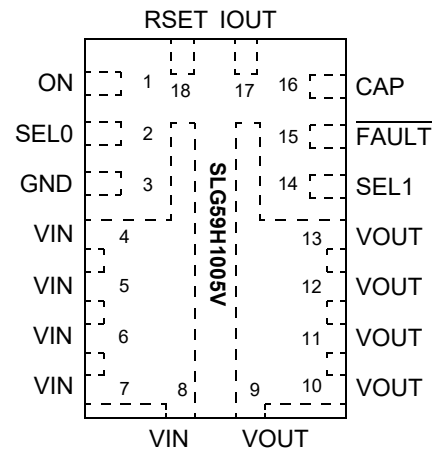 RSET IOUT
ON 1 18 17 16 CAP
SEL0 2 15 FAULT
GND 3 14 SEL1
SLG59H1005V
VIN 4 13 VOUT
VIN 5 12 VOUT
VIN 6 11 VOUT
VIN 7 8 9 10 VOUT
VIN VOUT